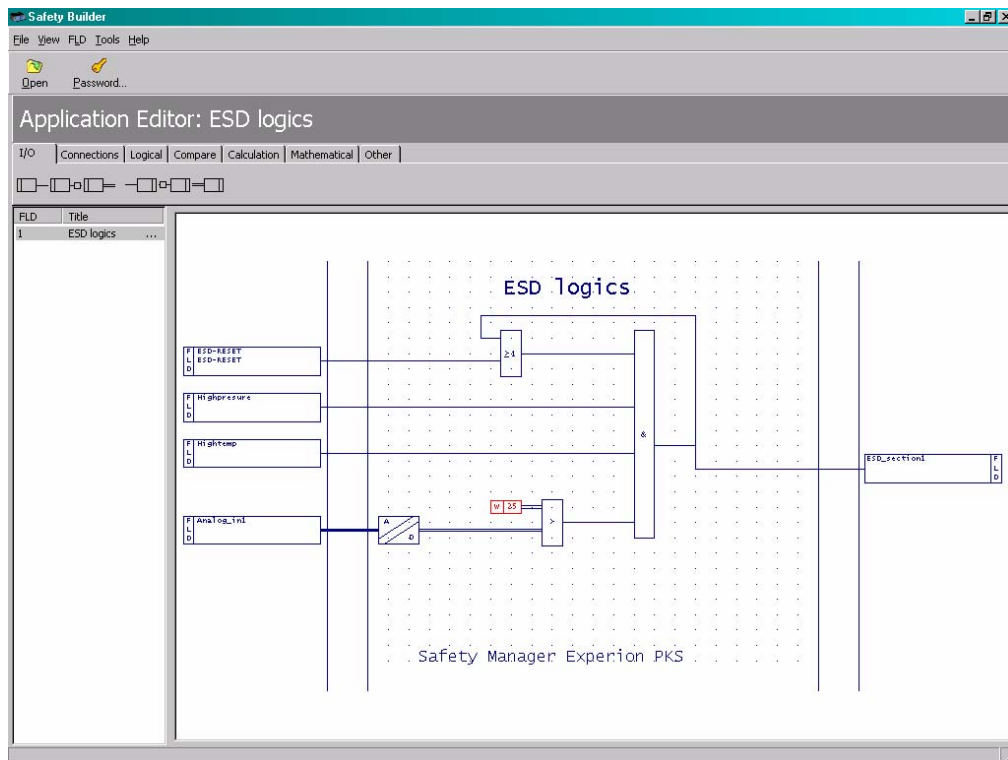 Safety Builder
File View FLD Tools Help
Open Password...
Application Editor: ESD logics
I/O Connections Logical Compare Calculation Mathematical Other
FLD Title
1 ESD logics ...
ESD logics
F L D ESD-RESET
ESD-RESET
≥1
F L D Highpresure
F L D Hightemp
&
ESD_section1 F L D
W 25
>
F L D Analog_in1
A D
Safety Manager Experion PKS